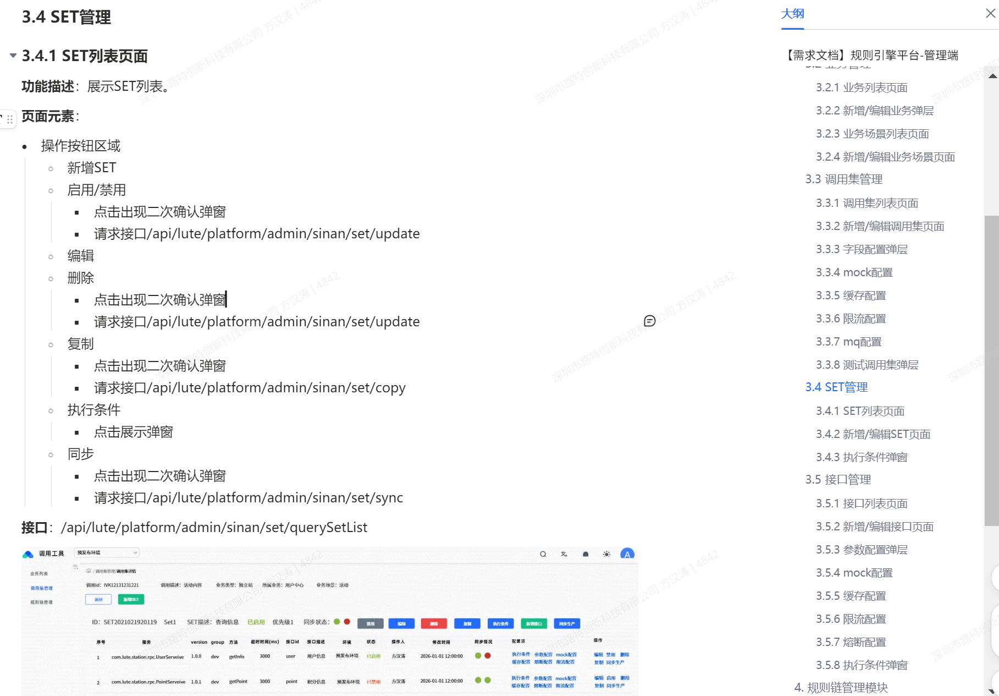 3.4 SET管理
3.4.1 SET列表页面
功能描述：展示SET列表。
页面元素：
操作按钮区域
新增SET
启用/禁用
点击出现二次确认弹窗
请求接口/api/lute/platform/admin/sinan/set/update
编辑
删除
点击出现二次确认弹窗
请求接口/api/lute/platform/admin/sinan/set/update
复制
点击出现二次确认弹窗
请求接口/api/lute/platform/admin/sinan/set/copy
执行条件
点击展示弹窗
同步
点击出现二次确认弹窗
请求接口/api/lute/platform/admin/sinan/set/sync
接口：/api/lute/platform/admin/sinan/set/querySetList
调用工具 预发布环境
业务列表
调用集管理
规则链管理
/ 调用集管理/调用集详情
调用id：IVK12131231221 调用描述：活动内容 业务类型：独立站 所属业务：用户中心 业务场景：活动
返回 新增SET
ID：SET2021021920119 Set1 SET描述：查询信息 已启用 优先级1 同步状态： 禁用 编辑 删除 复制 执行条件 新增接口 同步生产
序号 服务 version group 方法 超时时间(ms) 接口id 接口描述 环境 状态 操作人 修改时间 同步情况 配置项 操作
1 com.lute.station.rpc.UserServeive 1.0.0 dev getInfo 3000 user 用户信息 预发布环境 已启用 方汉涛 2026-01-01 12:00:00 执行条件 参数配置 mock配置 编辑 禁用 删除
缓存配置 熔断配置 限流配置 复制 同步生产
2 com.lute.station.rpc.PointServeive 1.0.1 dev getPoint 3000 point 积分信息 预发布环境 已禁用 方汉涛 2026-01-01 12:00:00 执行条件 参数配置 mock配置 编辑 启用 删除
缓存配置 熔断配置 限流配置 复制 同步生产
大纲
【需求文档】规则引擎平台-管理端
3.2 业务管理
3.2.1 业务列表页面
3.2.2 新增/编辑业务弹层
3.2.3 业务场景列表页面
3.2.4 新增/编辑业务场景页面
3.3 调用集管理
3.3.1 调用集列表页面
3.3.2 新增/编辑调用集页面
3.3.3 字段配置弹层
3.3.4 mock配置
3.3.5 缓存配置
3.3.6 限流配置
3.3.7 mq配置
3.3.8 测试调用集弹层
3.4 SET管理
3.4.1 SET列表页面
3.4.2 新增/编辑SET页面
3.4.3 执行条件弹窗
3.5 接口管理
3.5.1 接口列表页面
3.5.2 新增/编辑接口页面
3.5.3 参数配置弹层
3.5.4 mock配置
3.5.5 缓存配置
3.5.6 限流配置
3.5.7 熔断配置
3.5.8 执行条件弹窗
4. 规则链管理模块
深圳市路特创新科技有限公司 方汉涛 | 4842